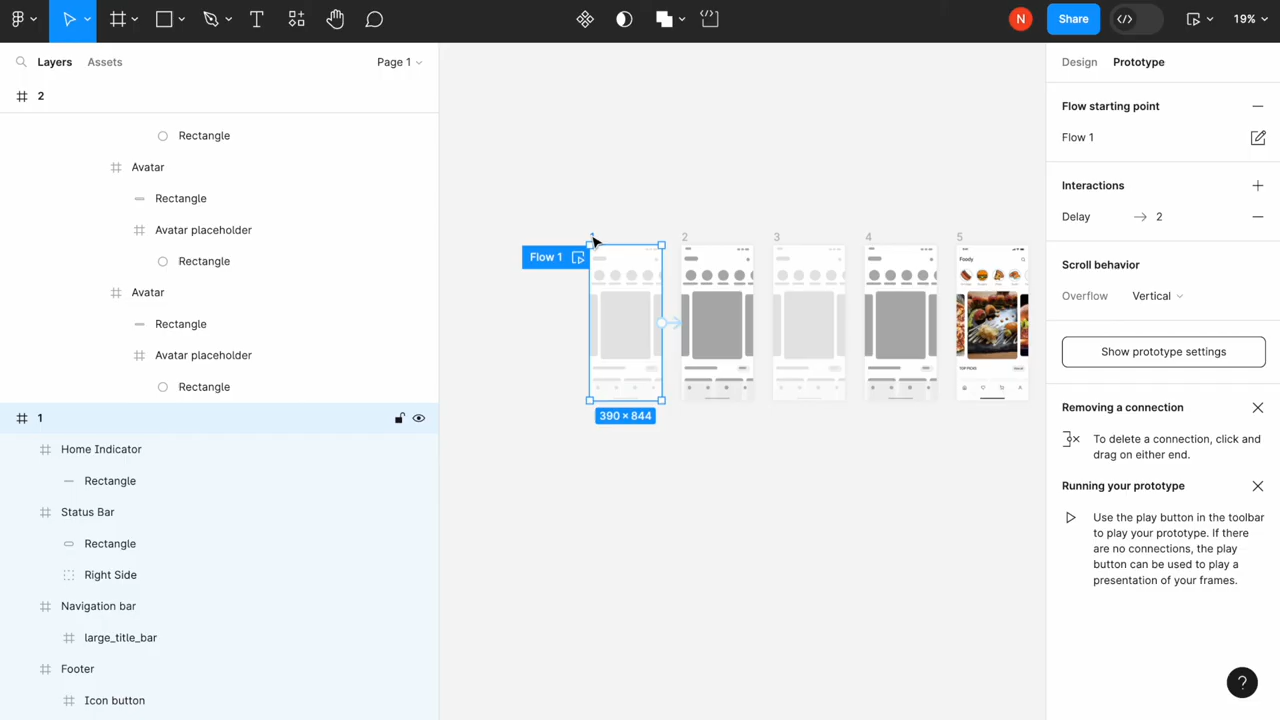 N
Share
19%
Layers
Assets
Page 1
Design
Prototype
2
Rectangle
Avatar
Rectangle
Avatar placeholder
Rectangle
Avatar
Rectangle
Avatar placeholder
Rectangle
1
Home Indicator
Rectangle
Status Bar
Rectangle
Right Side
Navigation bar
large_title_bar
Footer
Icon button
2
3
4
5
Flow 1
Foody
TOP PICKS
390 × 844
Flow starting point
Flow 1
Interactions
Delay
2
Scroll behavior
Overflow
Vertical
Show prototype settings
Removing a connection
To delete a connection, click and
drag on either end.
Running your prototype
Use the play button in the toolbar
to play your prototype. If there
are no connections, the play
button can be used to play a
presentation of your frames.
?